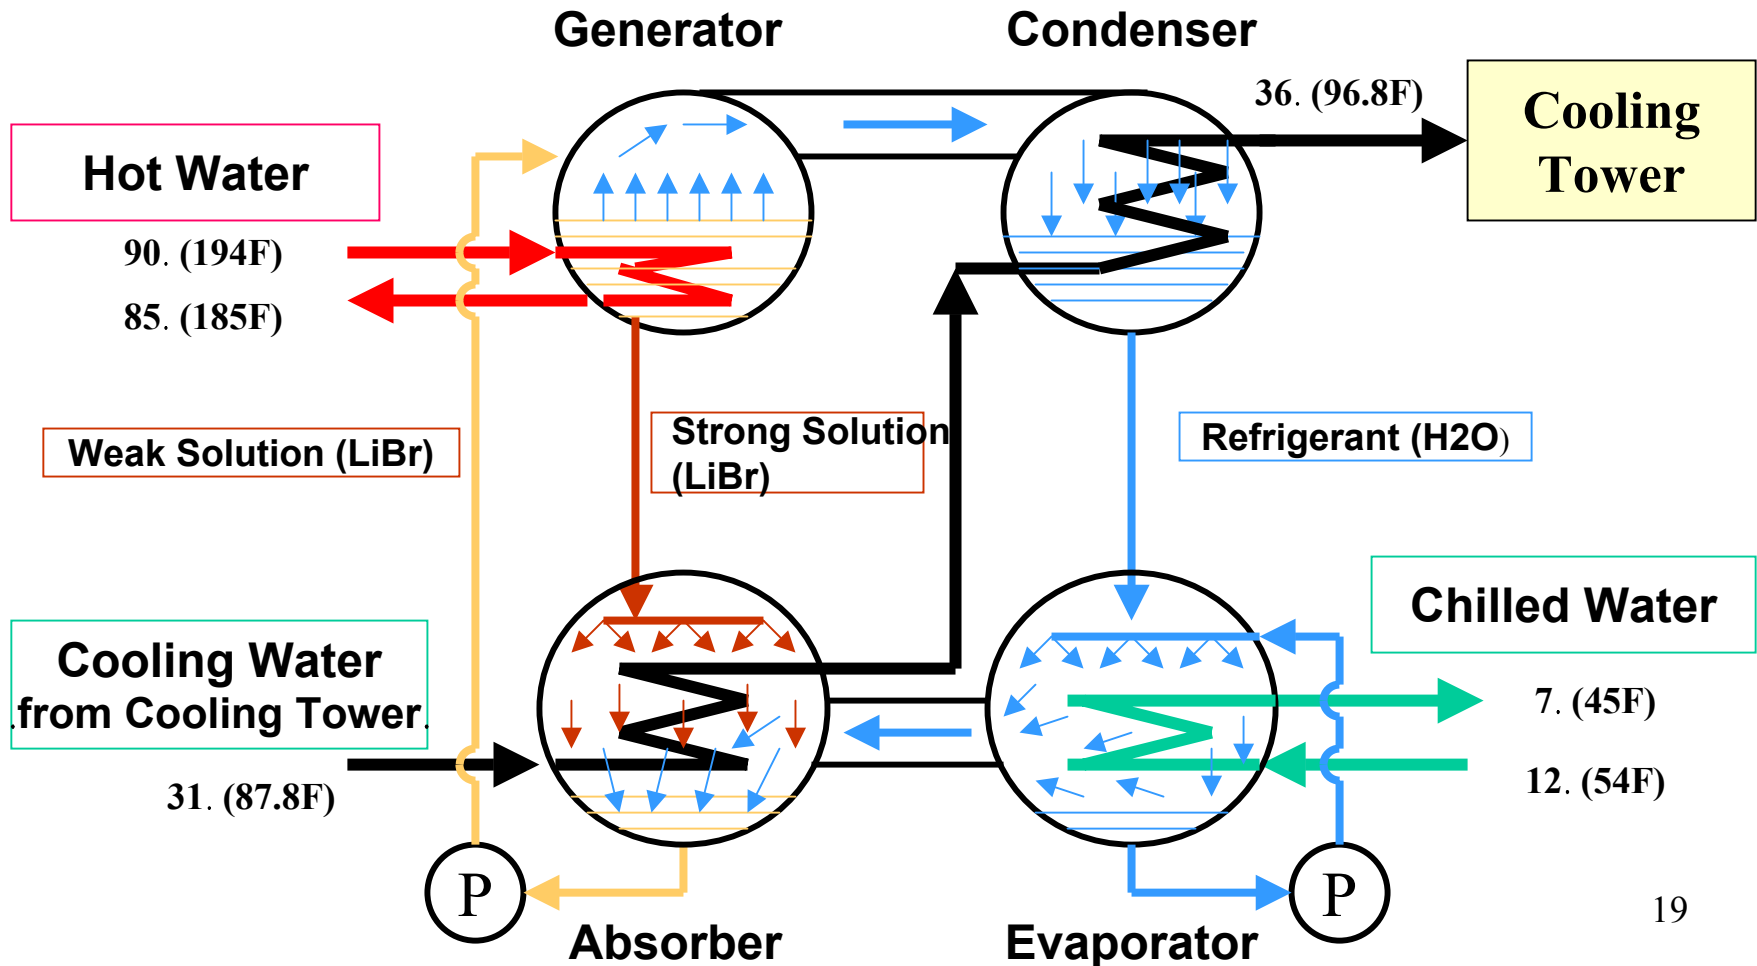 Generator
Condenser
36. (96.8F)
Cooling
Tower
Hot Water
90. (194F)
85. (185F)
Weak Solution (LiBr)
Strong Solution
(LiBr)
Refrigerant (H2O)
Cooling Water
.from Cooling Tower.
31. (87.8F)
Chilled Water
7. (45F)
12. (54F)
P
P
19
Absorber
Evaporator